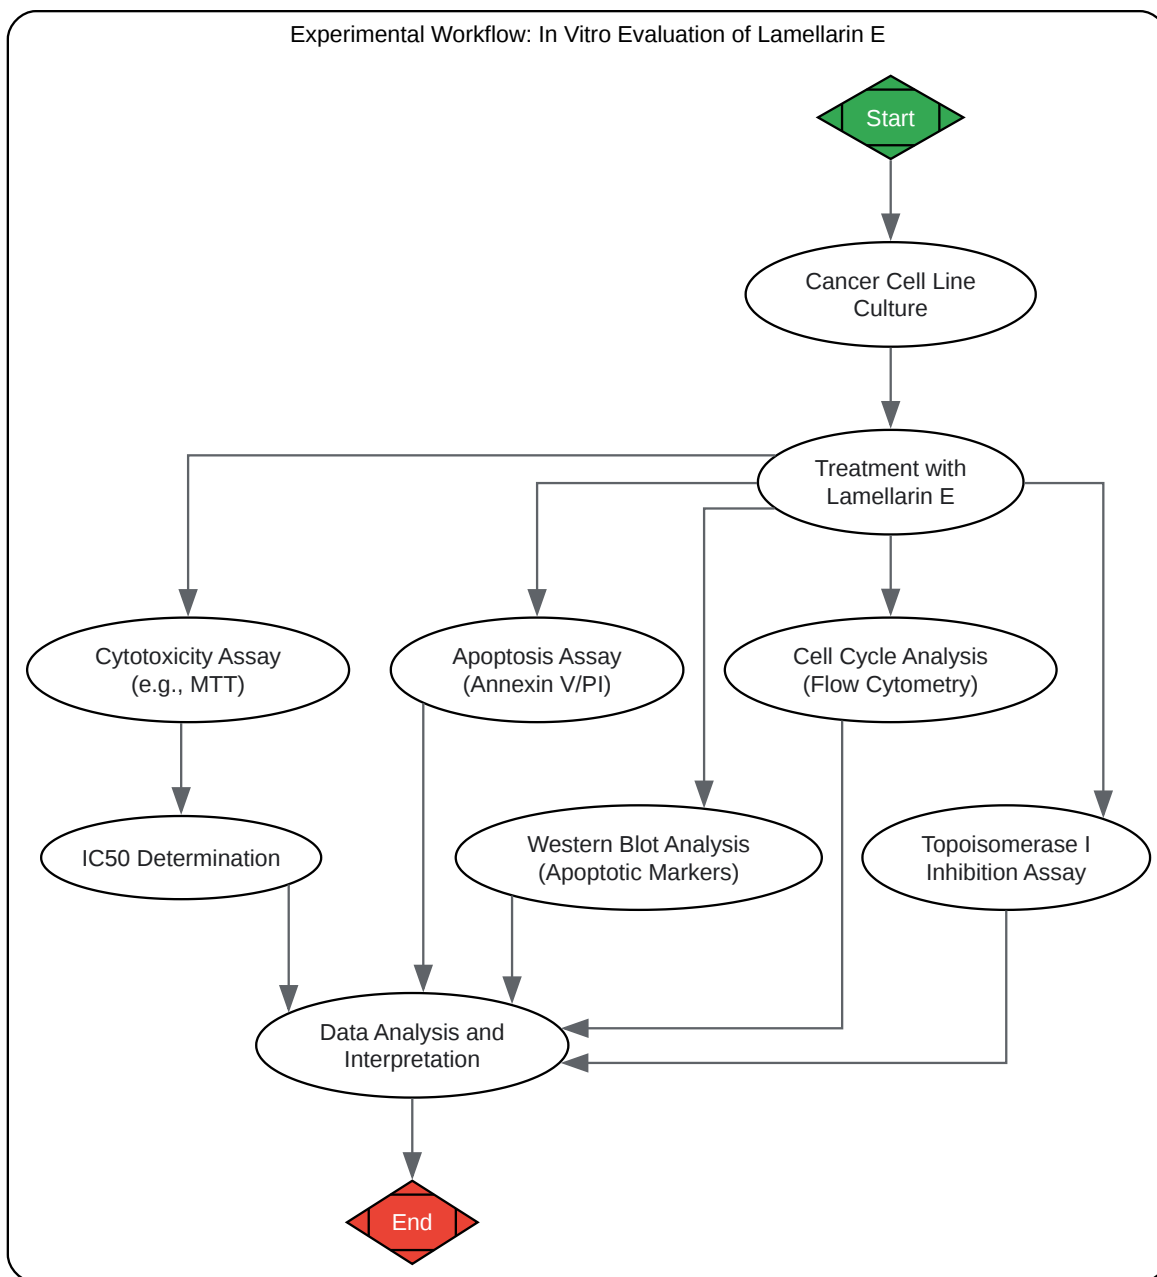 Experimental Workflow: In Vitro Evaluation of Lamellarin E
Start
Cancer Cell Line
Culture
Treatment with
Lamellarin E
Cytotoxicity Assay
(e.g., MTT)
Apoptosis Assay
(Annexin V/PI)
Cell Cycle Analysis
(Flow Cytometry)
IC50 Determination
Western Blot Analysis
(Apoptotic Markers)
Topoisomerase I
Inhibition Assay
Data Analysis and
Interpretation
End